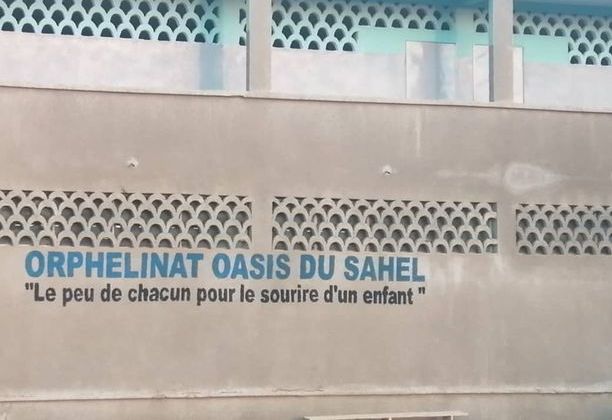 ORPHELINAT OASIS DU SAHEL
"Le peu de chacun pour le sourire d'un enfant "